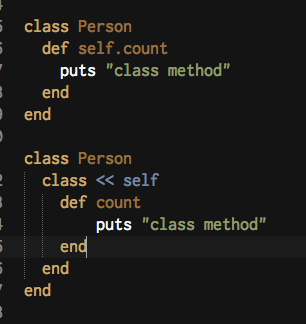 class Person
  def self.count
    puts "class method"
  end
end

class Person
  class << self
    def count
        puts "class method"
    end
  end
end